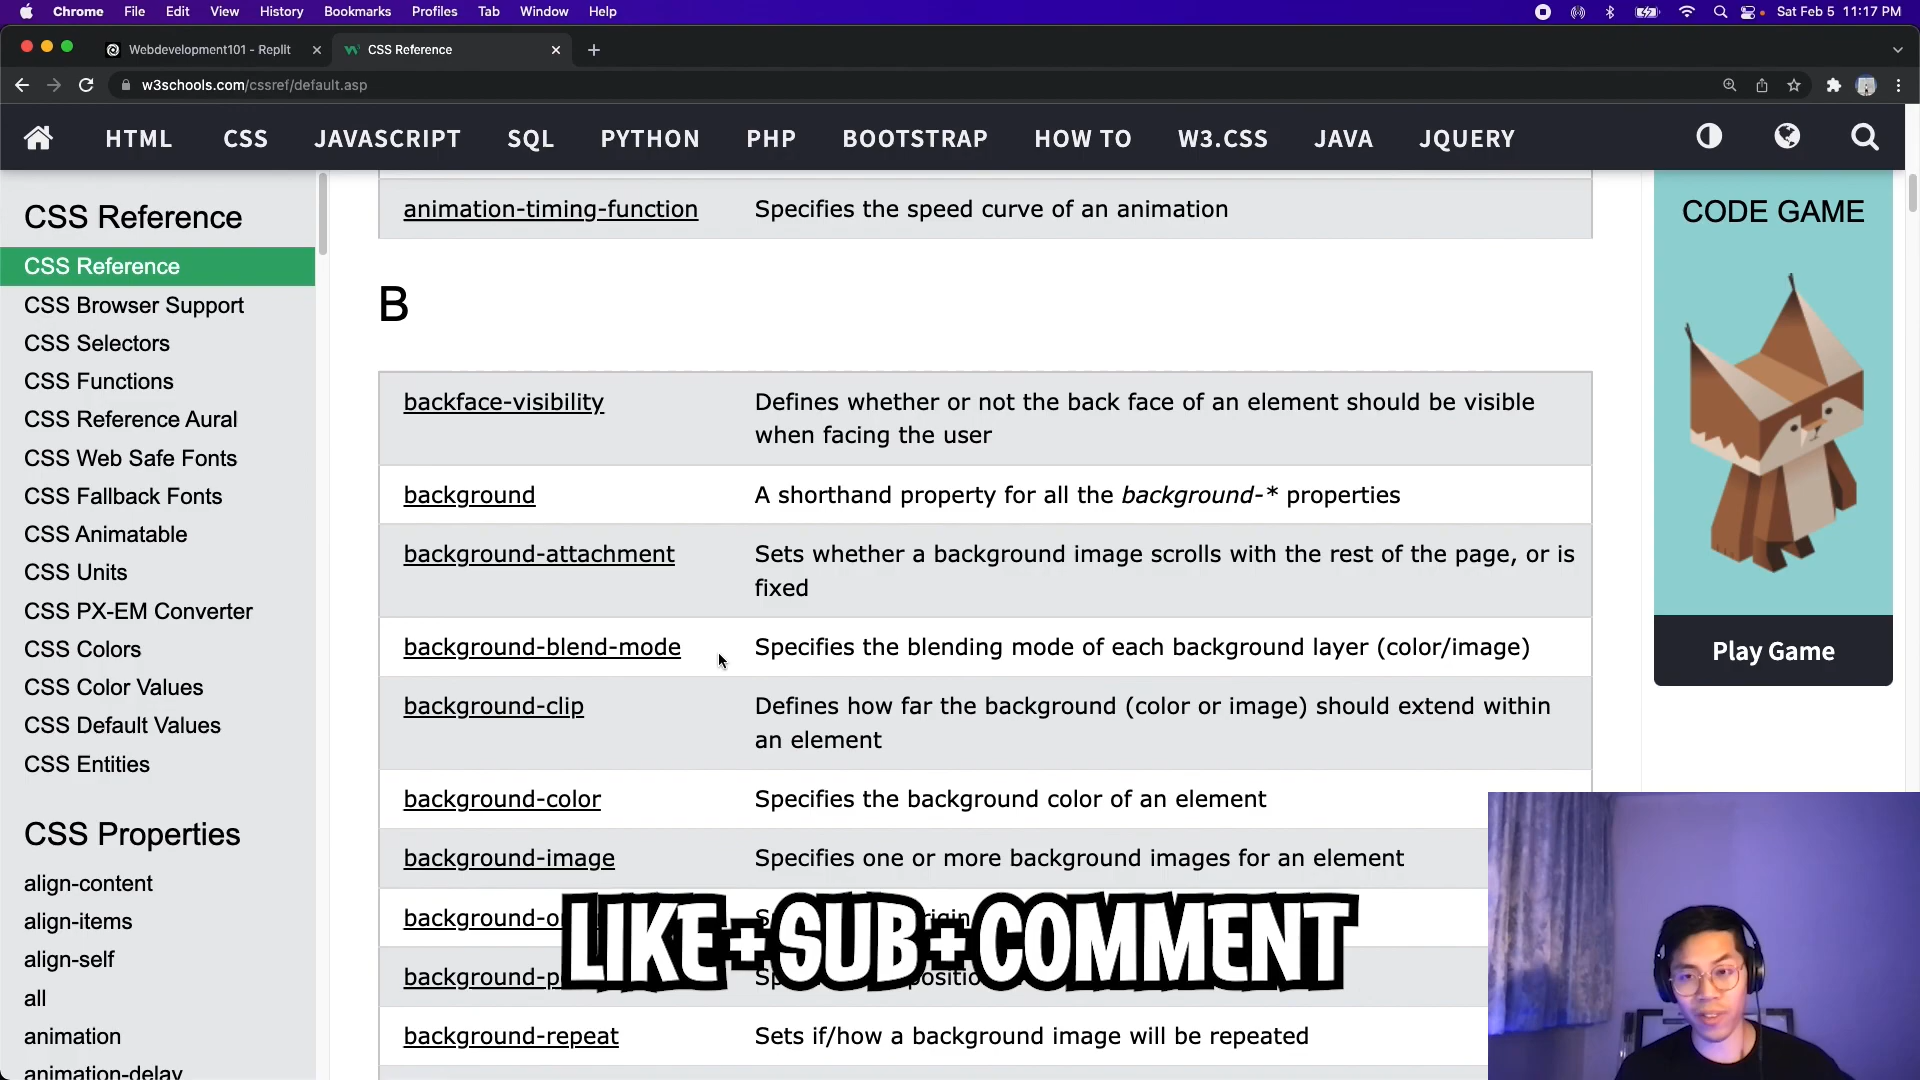 Chrome File Edit View History Bookmarks Profiles Tab Window Help Sat Feb 5 11:17 PM
Webdevelopment101 - Replit CSS Reference
w3schools.com/cssref/default.asp
HTML CSS JAVASCRIPT SQL PYTHON PHP BOOTSTRAP HOW TO W3.CSS JAVA JQUERY
CSS Reference
CSS Reference
CSS Browser Support
CSS Selectors
CSS Functions
CSS Reference Aural
CSS Web Safe Fonts
CSS Fallback Fonts
CSS Animatable
CSS Units
CSS PX-EM Converter
CSS Colors
CSS Color Values
CSS Default Values
CSS Entities
CSS Properties
align-content
align-items
align-self
all
animation
animation-delay
animation-timing-function Specifies the speed curve of an animation
B
backface-visibility Defines whether or not the back face of an element should be visible
when facing the user
background A shorthand property for all the background-* properties
background-attachment Sets whether a background image scrolls with the rest of the page, or is
fixed
background-blend-mode Specifies the blending mode of each background layer (color/image)
background-clip Defines how far the background (color or image) should extend within
an element
background-color Specifies the background color of an element
background-image Specifies one or more background images for an element
LIKE+SUB+COMMENT
background-repeat Sets if/how a background image will be repeated
CODE GAME
Play Game